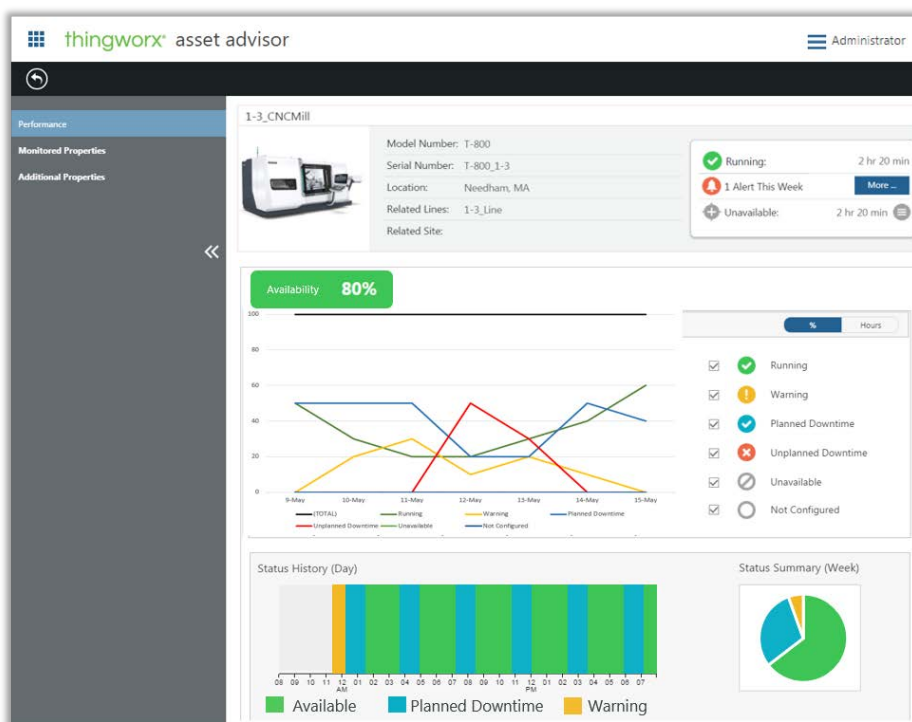 thingworx asset advisor
Administrator
Performance
Monitored Properties
Additional Properties
1-3_CNCMill
Model Number: T-800
Serial Number: T-800_1-3
Location: Needham, MA
Related Lines: 1-3_Line
Related Site:
Running: 2 hr 20 min
1 Alert This Week More ...
Unavailable: 2 hr 20 min
Availability 80%
% Hours
100
80
60
40
20
0
9-May 10-May 11-May 12-May 13-May 14-May 15-May
(TOTAL) Running Warning Planned Downtime
Unplanned Downtime Unavailable Not Configured
Running
Warning
Planned Downtime
Unplanned Downtime
Unavailable
Not Configured
Status History (Day)
08 09 10 11 12 01 02 03 04 05 06 07 08 09 10 11 12 01 02 03 04 05 06 07
AM PM
Available Planned Downtime Warning
Status Summary (Week)